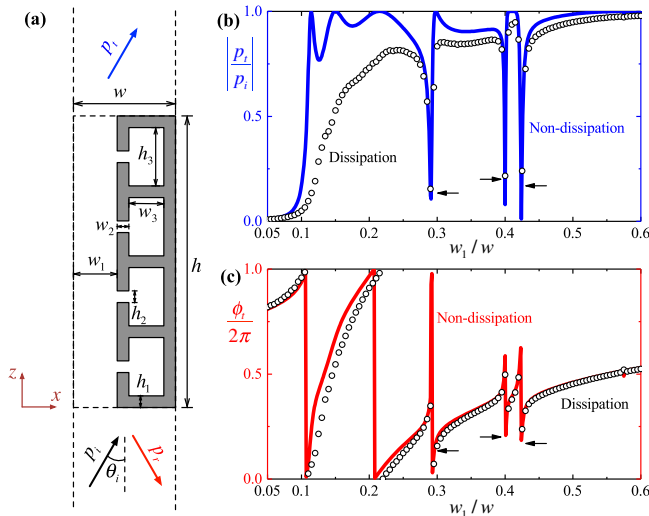 (a)
p_t
w
h_3
w_3
w_2
w_1
h
h_2
h_1
z
x
p_i
θ_i
p_r
(b)
|p_t/p_i|
1.0
0.5
0.0
Non-dissipation
Dissipation
0.05 0.1 0.2 0.3 0.4 0.5 0.6
w_1 / w
(c)
ϕ_t/2π
1.0
0.5
0.0
Non-dissipation
Dissipation
0.05 0.1 0.2 0.3 0.4 0.5 0.6
w_1 / w